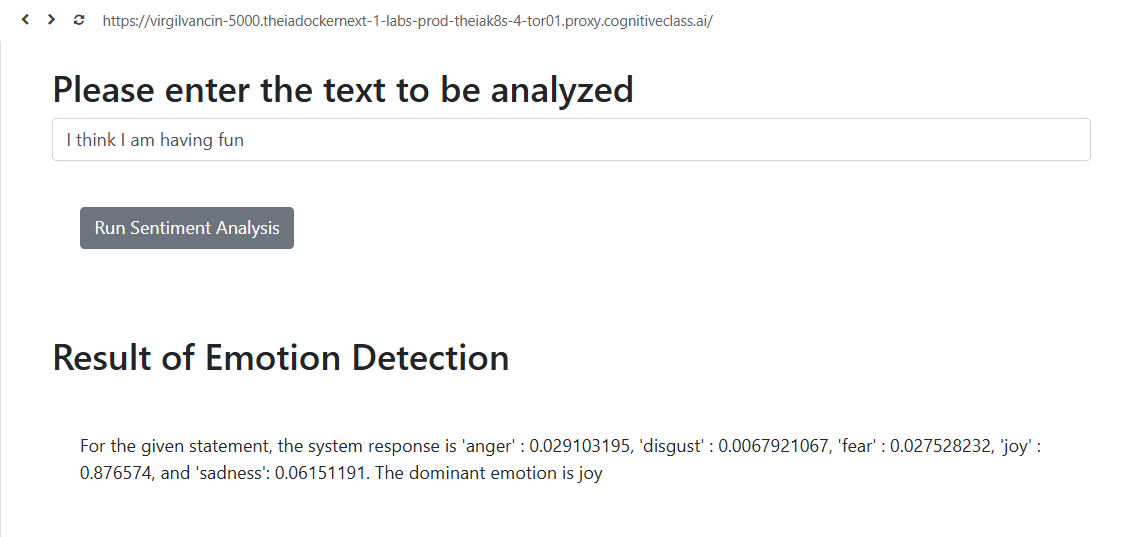 https://virgilvancin-5000.theiadockernext-1-labs-prod-theiak8s-4-tor01.proxy.cognitiveclass.ai/
Please enter the text to be analyzed
I think I am having fun
Run Sentiment Analysis
Result of Emotion Detection
For the given statement, the system response is 'anger' : 0.029103195, 'disgust' : 0.0067921067, 'fear' : 0.027528232, 'joy' :
0.876574, and 'sadness': 0.06151191. The dominant emotion is joy